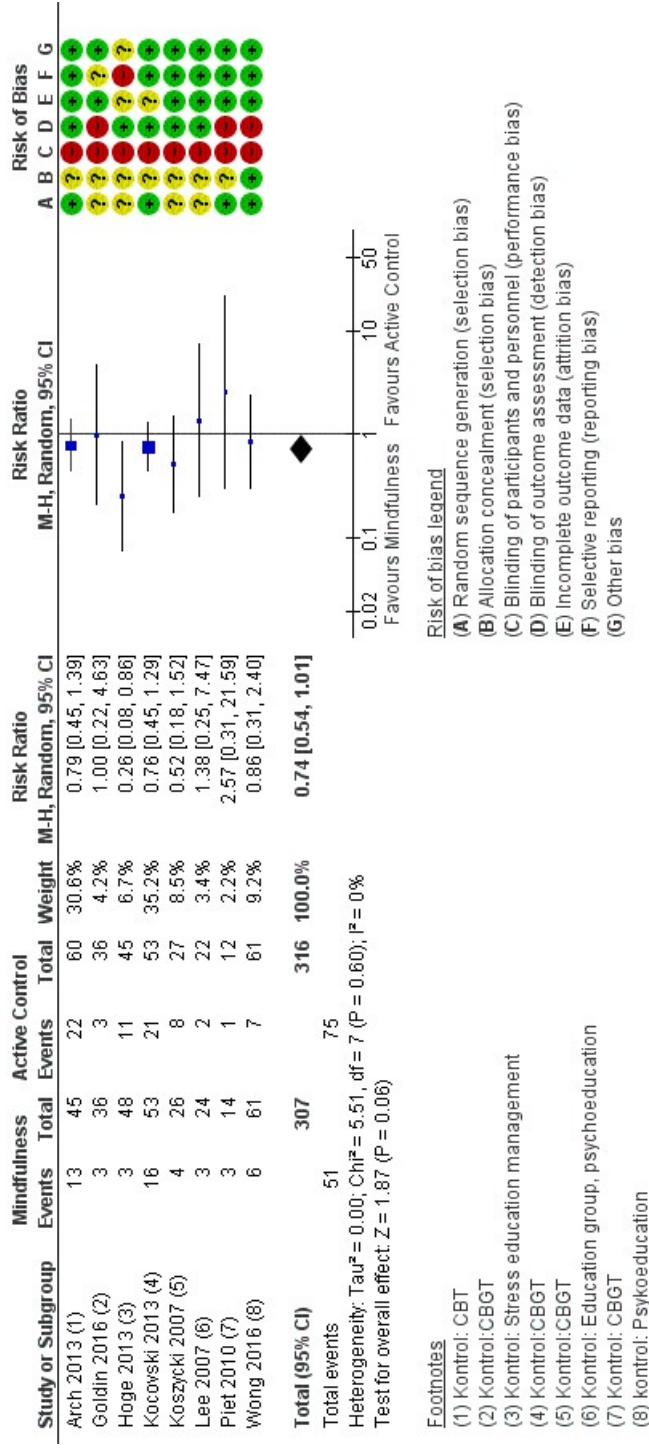 Mindfulness Active Control Risk Ratio Risk Ratio Risk of Bias
Study or Subgroup Events Total Events Total Weight M-H, Random, 95% CI M-H, Random, 95% CI A B C D E F G
Arch 2013 (1) 13 45 22 60 30.6% 0.79 [0.45, 1.39] + ? - + + + +
Goldin 2016 (2) 3 36 3 36 4.2% 1.00 [0.22, 4.63] ? ? - - + ? +
Hoge 2013 (3) 3 48 11 45 6.7% 0.26 [0.08, 0.86] ? ? - + ? - ?
Kocovski 2013 (4) 16 53 21 53 35.2% 0.76 [0.45, 1.29] + ? - + ? + +
Koszycki 2007 (5) 4 26 8 27 8.5% 0.52 [0.18, 1.52] ? ? - + + + +
Lee 2007 (6) 3 24 2 22 3.4% 1.38 [0.25, 7.47] ? ? - + + + +
Piet 2010 (7) 3 14 1 12 2.2% 2.57 [0.31, 21.59] + ? - - + + +
Wong 2016 (8) 6 61 7 61 9.2% 0.86 [0.31, 2.40] + + - - + + +
Total (95% CI) 307 316 100.0% 0.74 [0.54, 1.01]
Total events 51 75
Heterogeneity: Tau² = 0.00; Chi² = 5.51, df = 7 (P = 0.60); I² = 0%
Test for overall effect: Z = 1.87 (P = 0.06)
0.02 0.1 1 10 50
Favours Mindfulness Favours Active Control
Footnotes
(1) Kontrol: CBT
(2) Kontrol:CBGT
(3) Kontrol: Stress education management
(4) Kontrol:CBGT
(5) Kontrol:CBGT
(6) Kontrol: Education group, psychoeducation
(7) Kontrol: CBGT
(8) kontrol: Psykoeducation
Risk of bias legend
(A) Random sequence generation (selection bias)
(B) Allocation concealment (selection bias)
(C) Blinding of participants and personnel (performance bias)
(D) Blinding of outcome assessment (detection bias)
(E) Incomplete outcome data (attrition bias)
(F) Selective reporting (reporting bias)
(G) Other bias